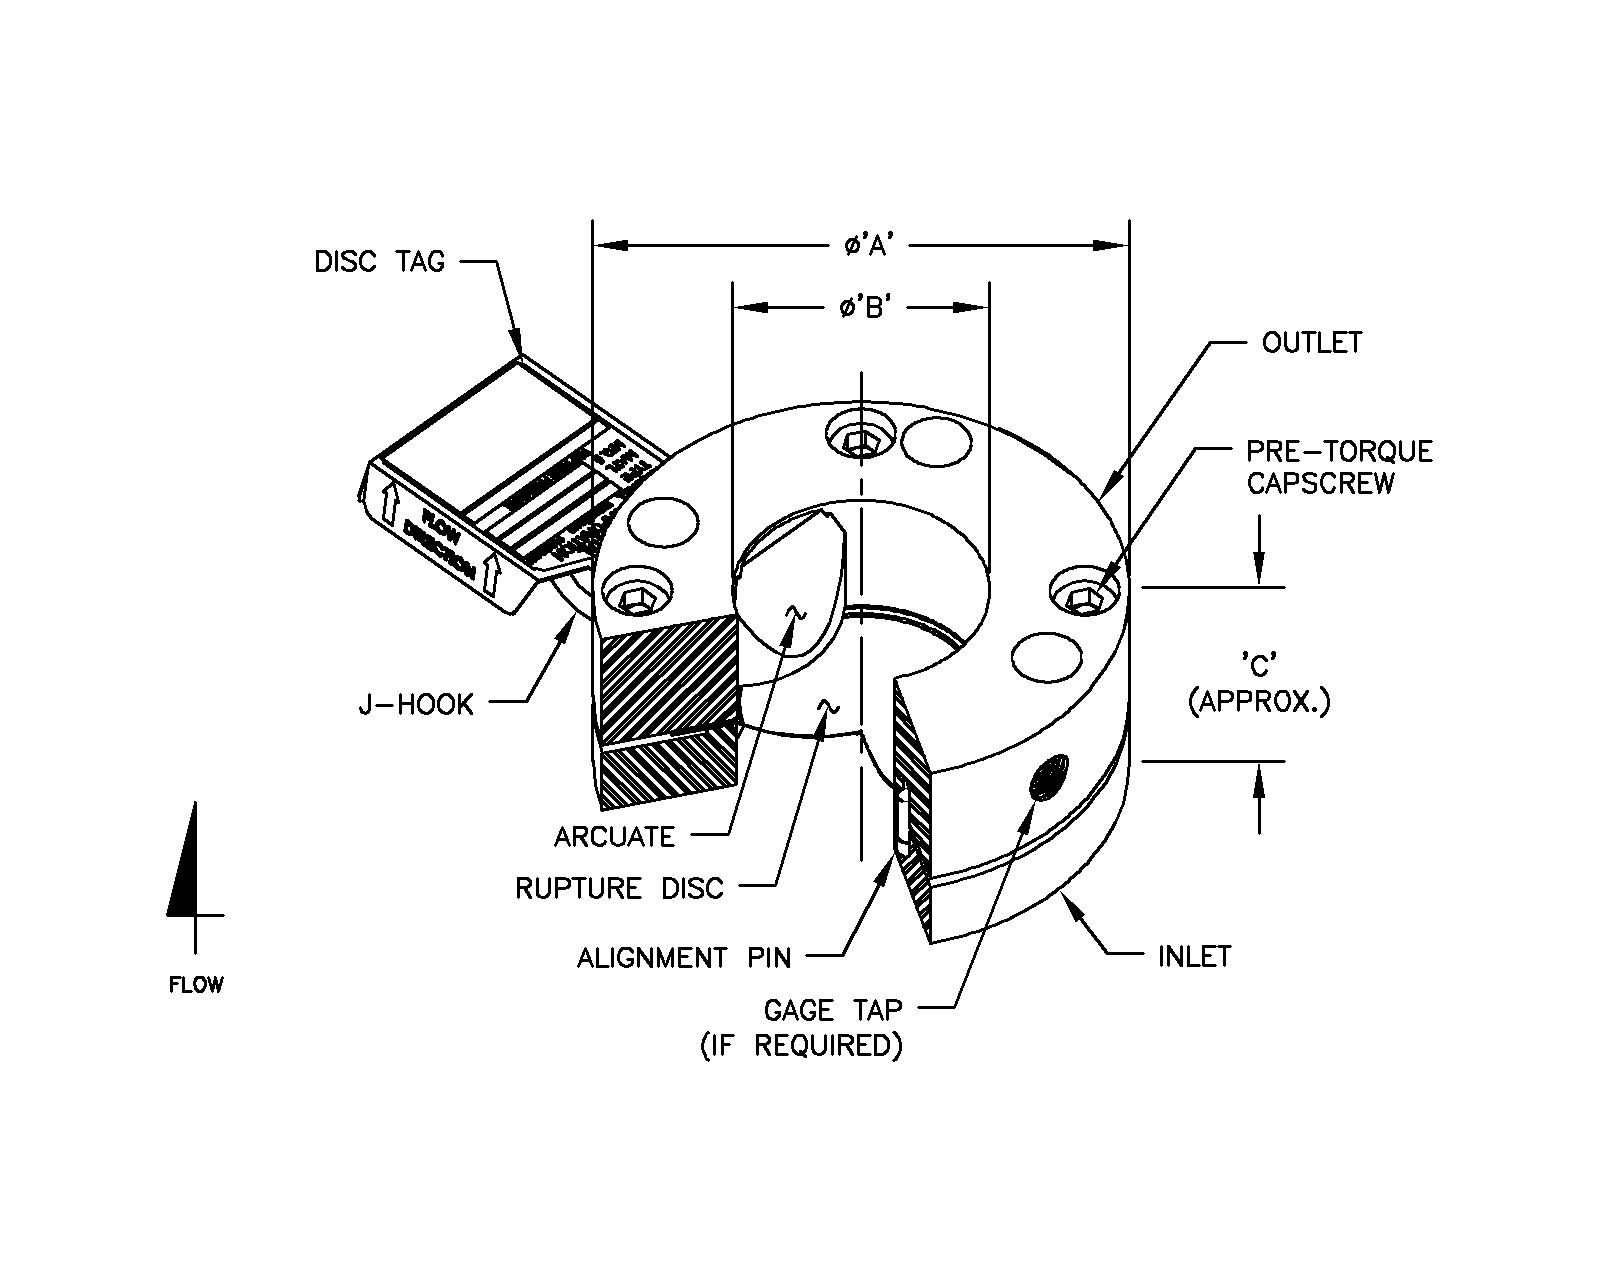 ø'A'
DISC TAG
ø'B'
OUTLET
PRE-TORQUE
CAPSCREW
FLOW
DIRECTION
'C'
(APPROX.)
J-HOOK
ARCUATE
RUPTURE DISC
ALIGNMENT PIN
INLET
FLOW
GAGE TAP
(IF REQUIRED)